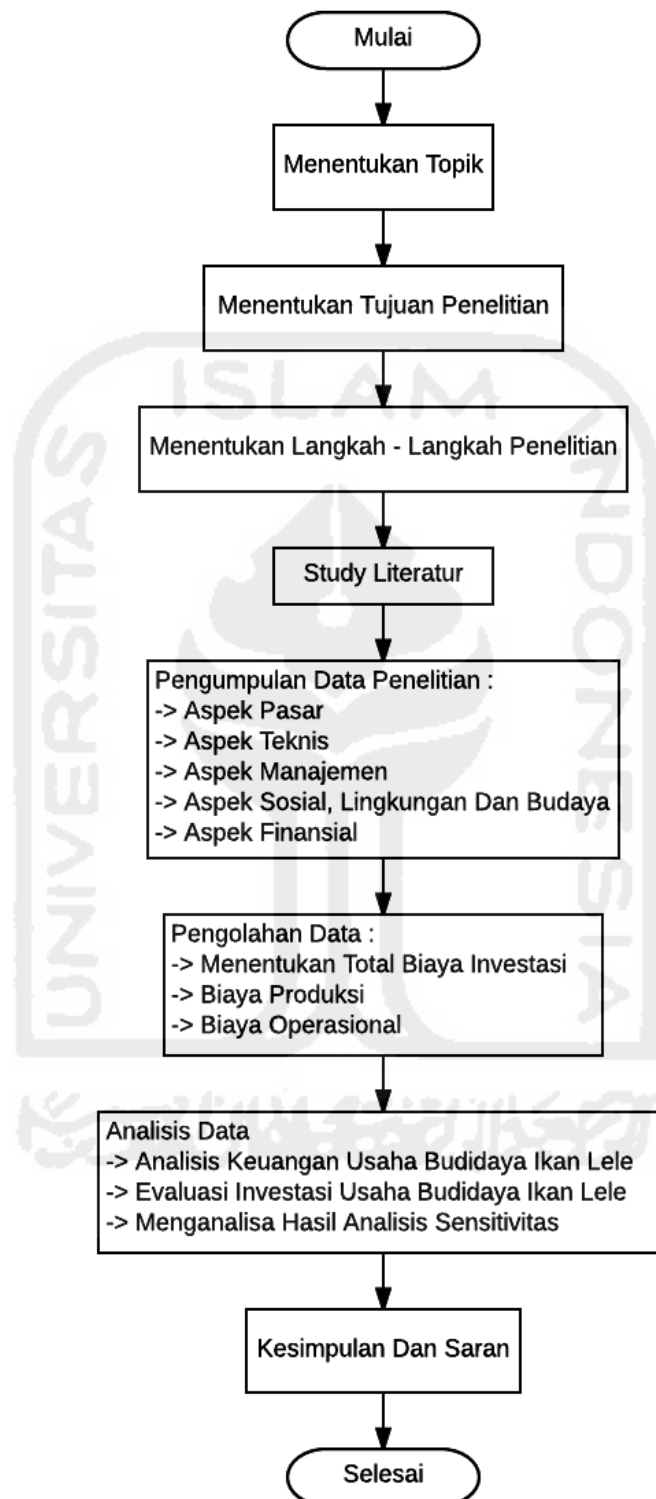 Mulai
Menentukan Topik
Menentukan Tujuan Penelitian
Menentukan Langkah - Langkah Penelitian
Study Literatur
Pengumpulan Data Penelitian :
-> Aspek Pasar
-> Aspek Teknis
-> Aspek Manajemen
-> Aspek Sosial, Lingkungan Dan Budaya
-> Aspek Finansial
Pengolahan Data :
-> Menentukan Total Biaya Investasi
-> Biaya Produksi
-> Biaya Operasional
Analisis Data
-> Analisis Keuangan Usaha Budidaya Ikan Lele
-> Evaluasi Investasi Usaha Budidaya Ikan Lele
-> Menganalisa Hasil Analisis Sensitivitas
Kesimpulan Dan Saran
Selesai
UNIVERSITAS
ISLAM
INDONESIA